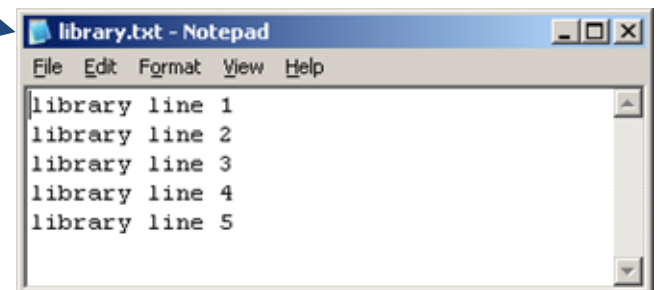 library.txt - Notepad
File Edit Format View Help
library line 1
library line 2
library line 3
library line 4
library line 5